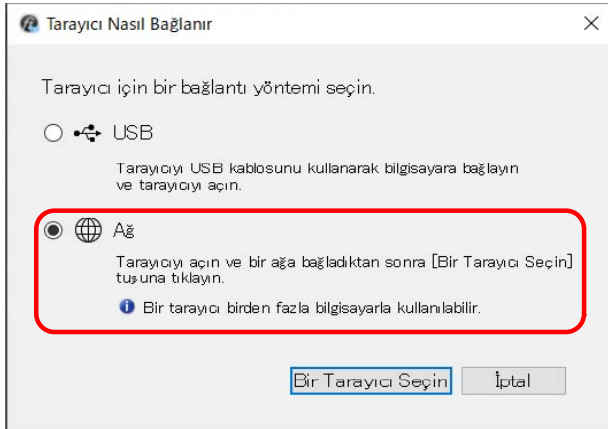 Tarayıcı Nasıl Bağlanır
Tarayıcı için bir bağlantı yöntemi seçin.
USB
Tarayıcıyı USB kablosunu kullanarak bilgisayara bağlayın
ve tarayıcıyı açın.
Ağ
Tarayıcıyı açın ve bir ağa bağladıktan sonra [Bir Tarayıcı Seçin]
tuşuna tıklayın.
Bir tarayıcı birden fazla bilgisayarla kullanılabilir.
Bir Tarayıcı Seçin İptal